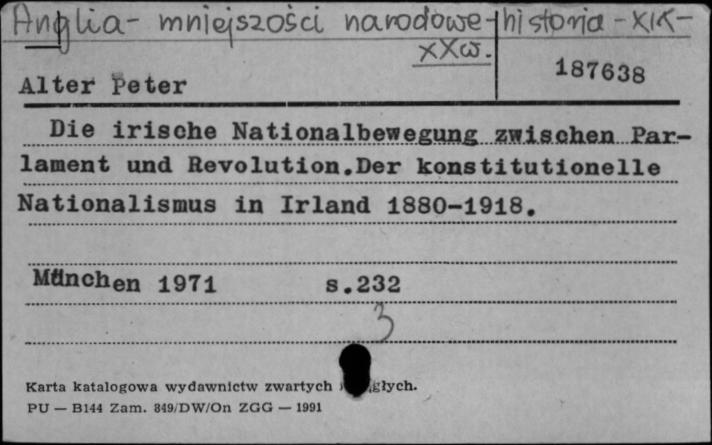 Anglia - mniejszości narodowe - historia - XIX -
XXw.
187638
Alter Peter
Die irische Nationalbewegung zwischen Par-
lament und Revolution.Der konstitutionelle
Nationalismus in Irland 1880-1918.
München 1971 s.232
3
Karta katalogowa wydawnictw zwartych
PU — B144 Zam. 849/DW/On ZGG — 1991